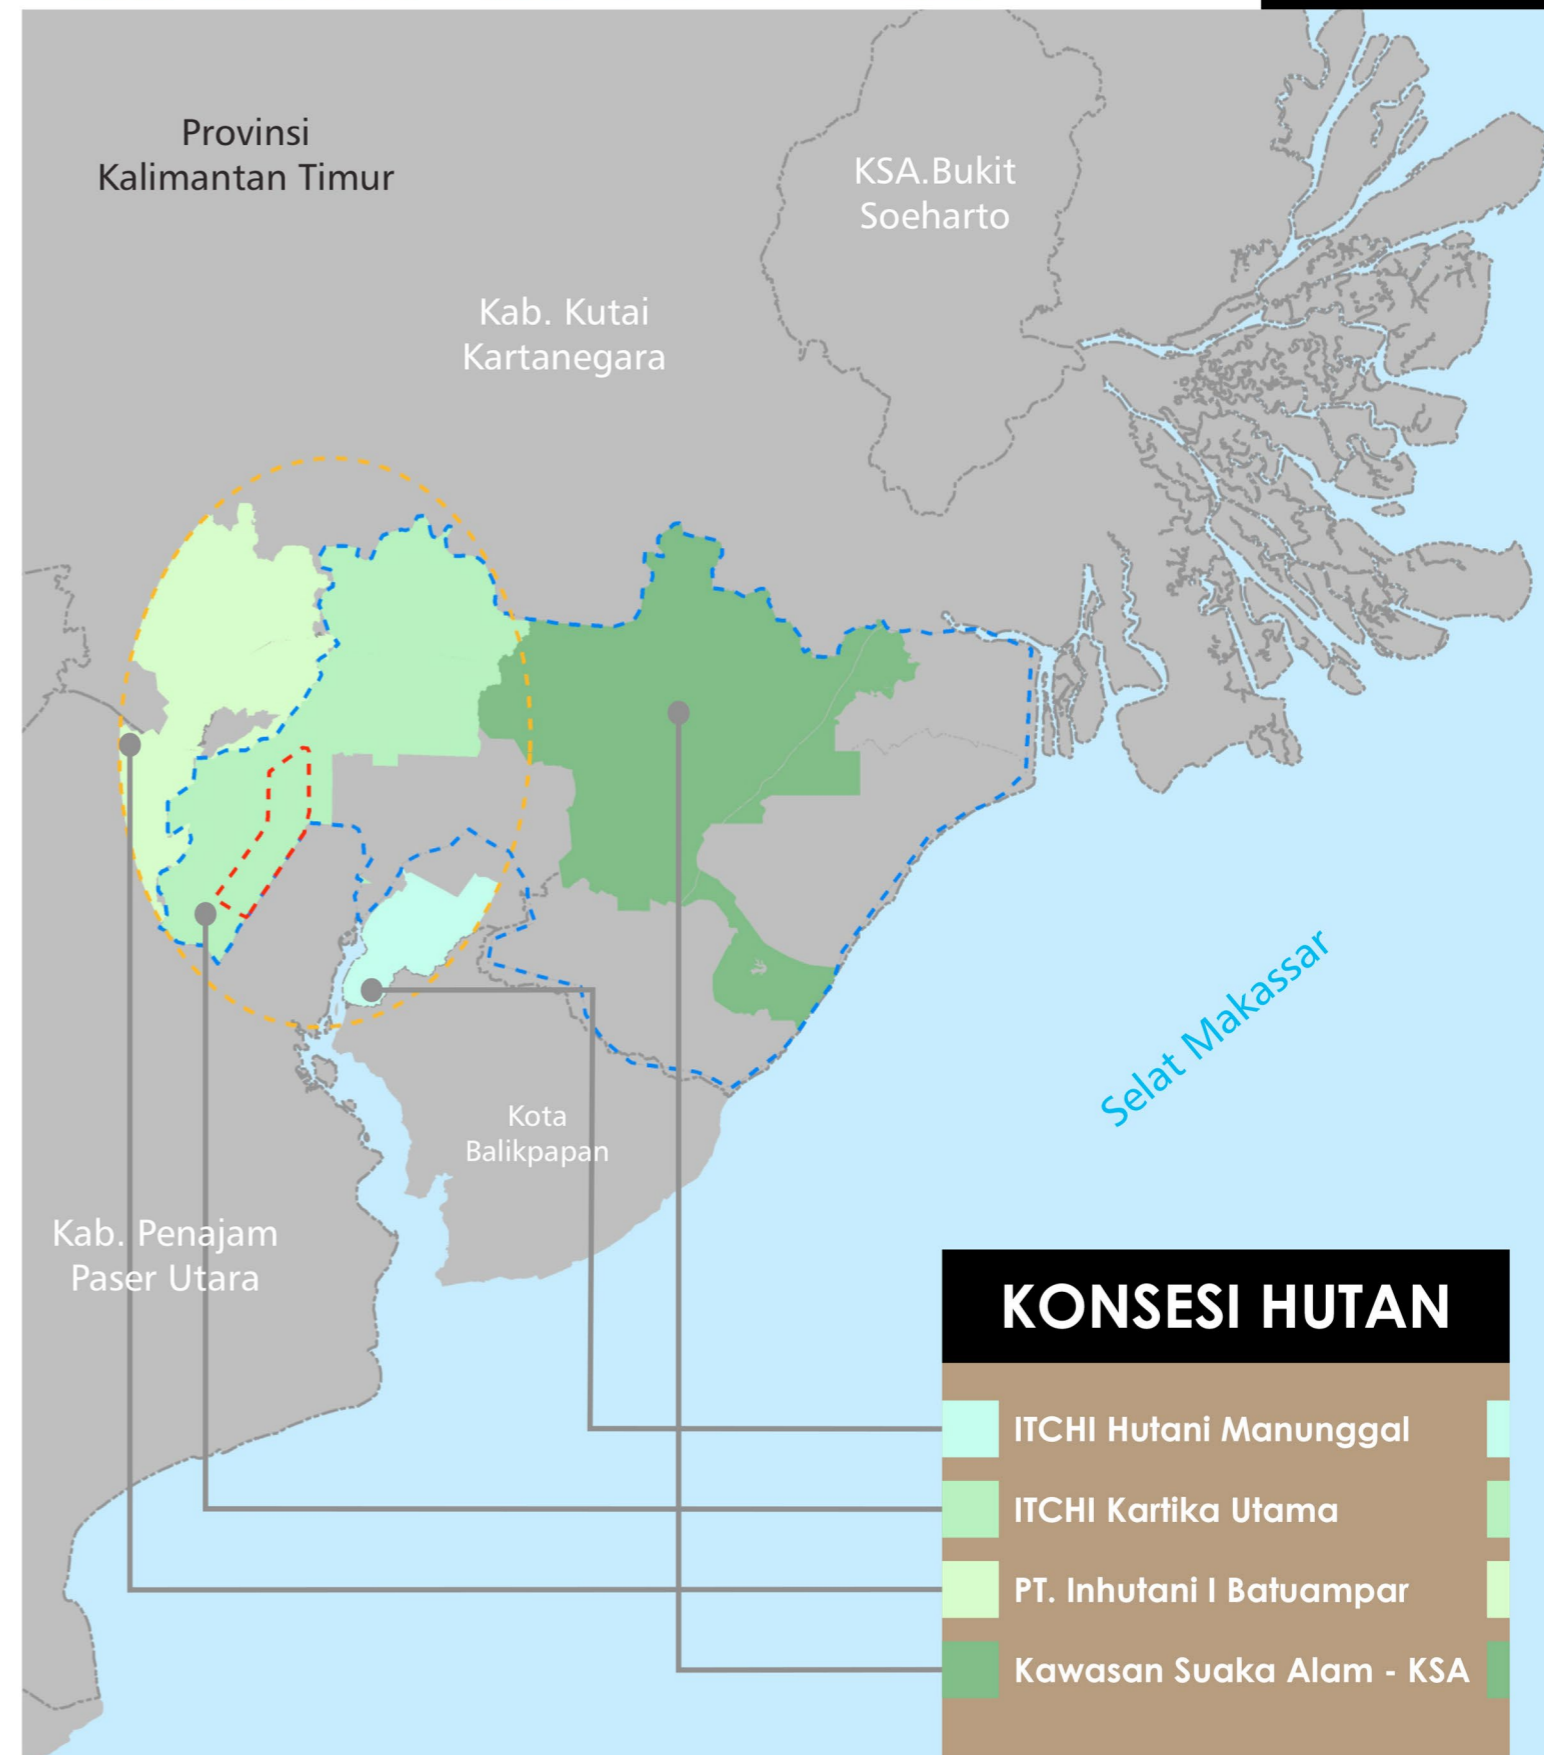 Provinsi
Kalimantan Timur
KSA.Bukit
Soeharto
Kab. Kutai
Kartanegara
Selat Makassar
Kota
Balikpapan
Kab. Penajam
Paser Utara
KONSESI HUTAN
ITCHI Hutani Manunggal
ITCHI Kartika Utama
PT. Inhutani I Batuampar
Kawasan Suaka Alam - KSA